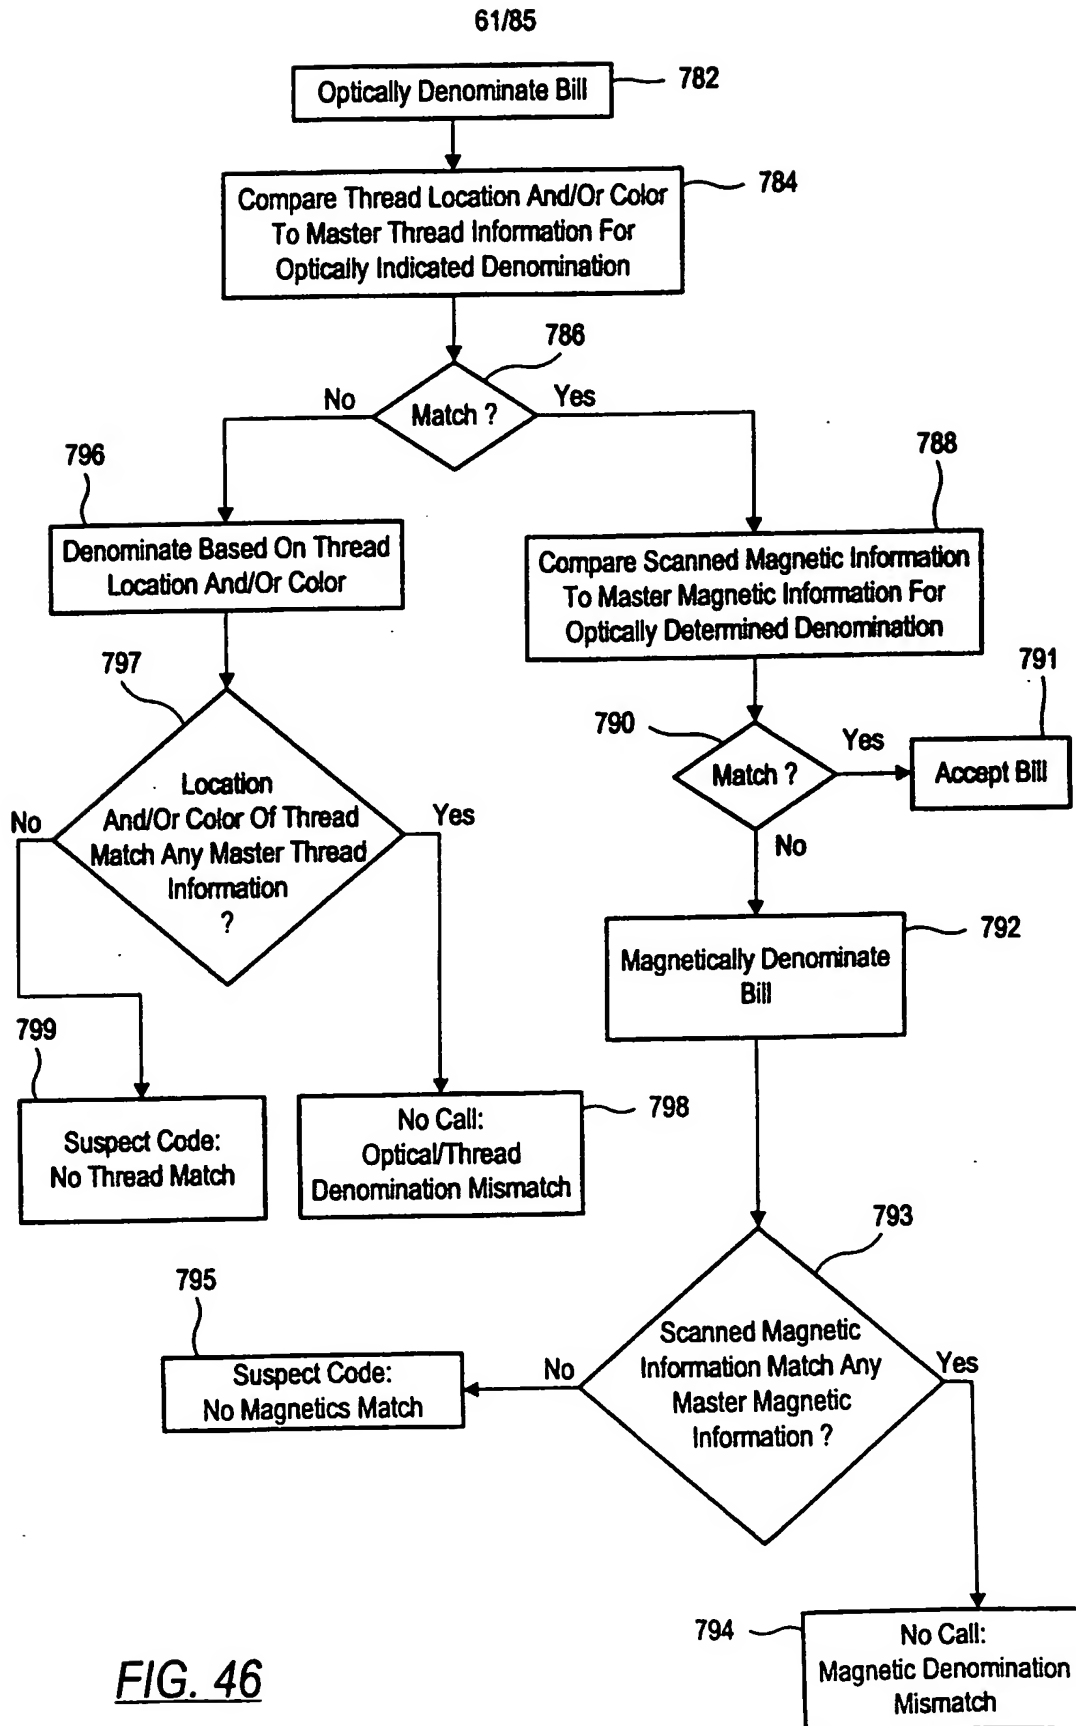 61/85
Optically Denominate Bill
782
Compare Thread Location And/Or Color
To Master Thread Information For
Optically Indicated Denomination
784
786
Match ?
No
Yes
796
Denominate Based On Thread
Location And/Or Color
788
Compare Scanned Magnetic Information
To Master Magnetic Information For
Optically Determined Denomination
797
Location
And/Or Color Of Thread
Match Any Master Thread
Information
?
No
Yes
790
Match ?
Yes
No
791
Accept Bill
792
Magnetically Denominate
Bill
799
Suspect Code:
No Thread Match
798
No Call:
Optical/Thread
Denomination Mismatch
793
Scanned Magnetic
Information Match Any
Master Magnetic
Information ?
No
Yes
795
Suspect Code:
No Magnetics Match
794
No Call:
Magnetic Denomination
Mismatch
FIG. 46